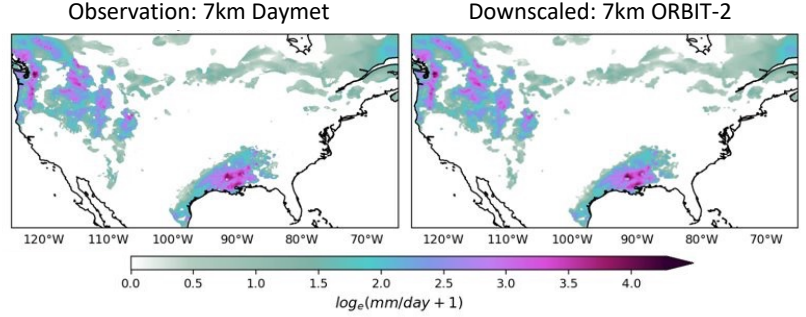 Observation: 7km Daymet
Downscaled: 7km ORBIT-2
120°W 110°W 100°W 90°W 80°W 70°W
120°W 110°W 100°W 90°W 80°W 70°W
0.0 0.5 1.0 1.5 2.0 2.5 3.0 3.5 4.0
logₑ(mm/day + 1)